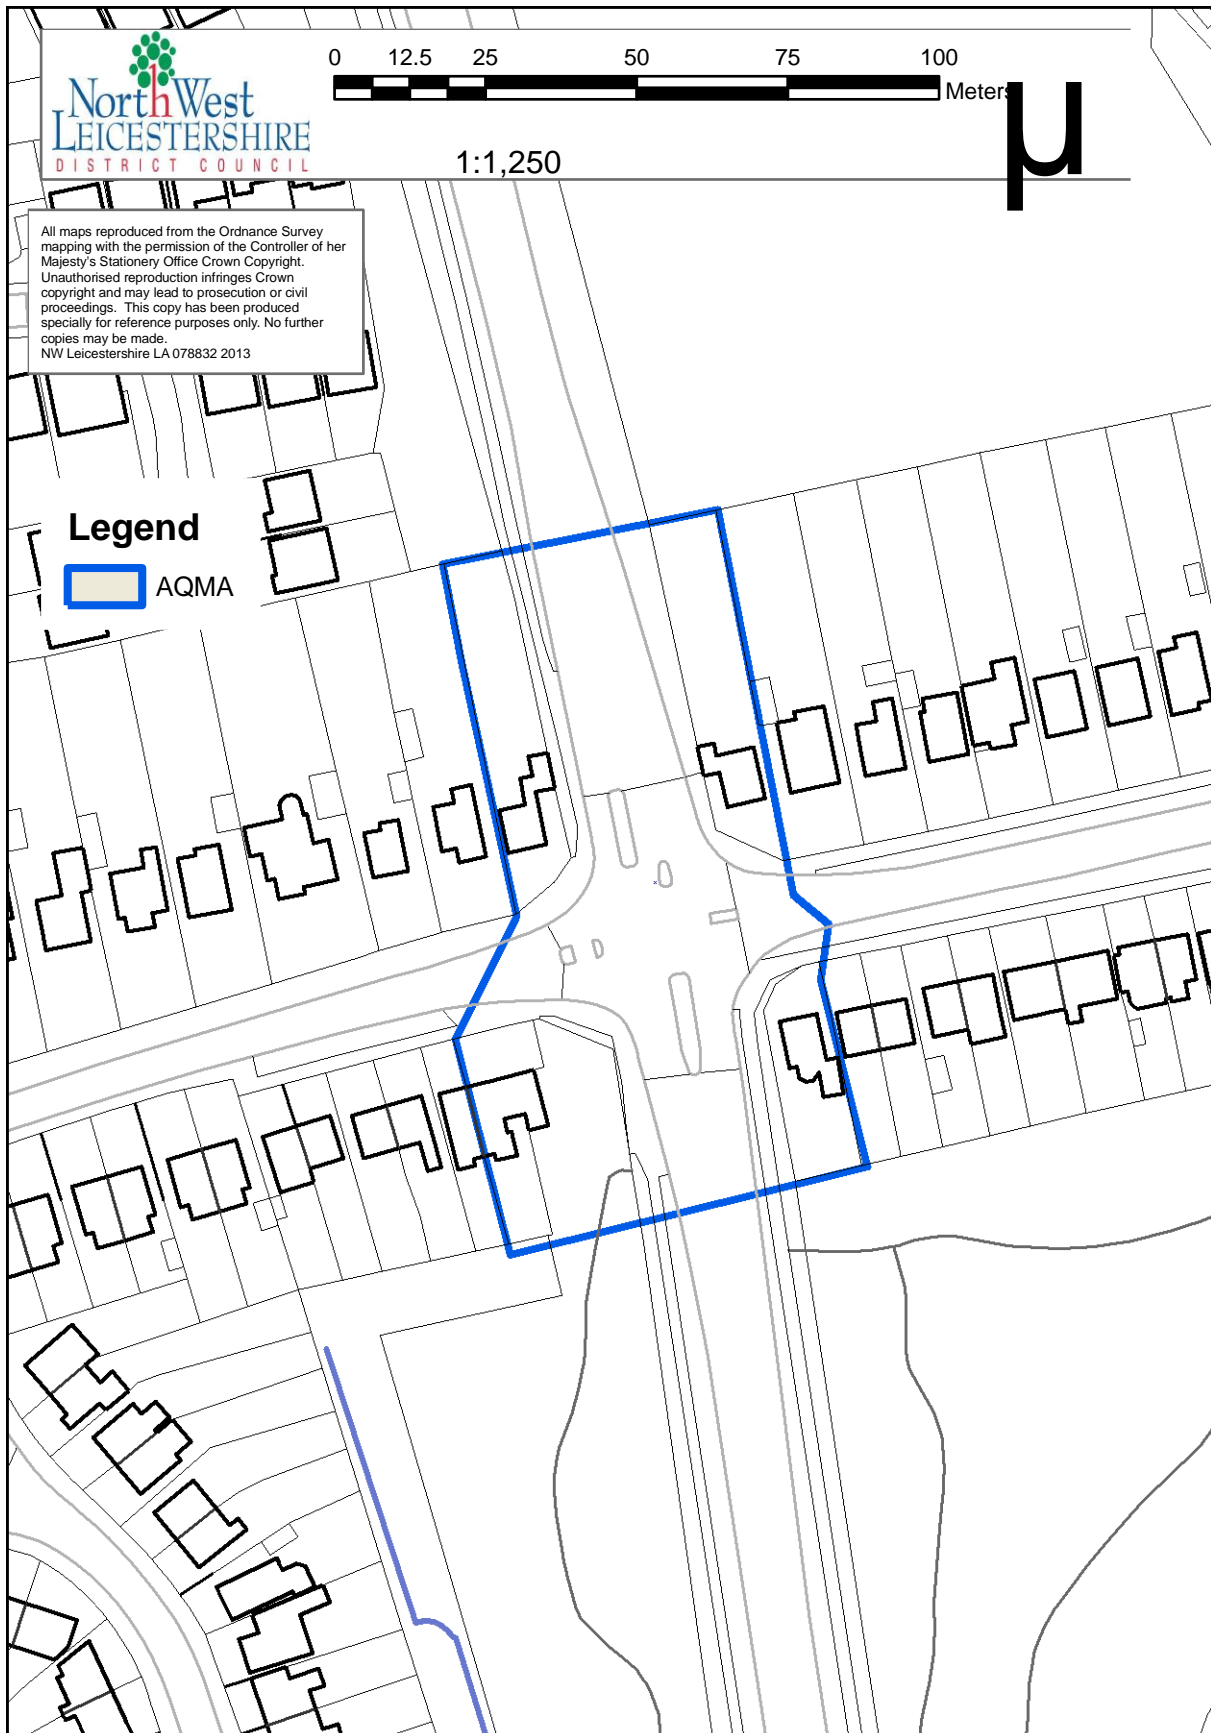 North West
LEICESTERSHIRE
DISTRICT COUNCIL
0 12.5 25 50 75 100
Meters
1:1,250
µ
All maps reproduced from the Ordnance Survey
mapping with the permission of the Controller of her
Majesty's Stationery Office Crown Copyright.
Unauthorised reproduction infringes Crown
copyright and may lead to prosecution or civil
proceedings. This copy has been produced
specially for reference purposes only. No further
copies may be made.
NW Leicestershire LA 078832 2013
Legend
AQMA